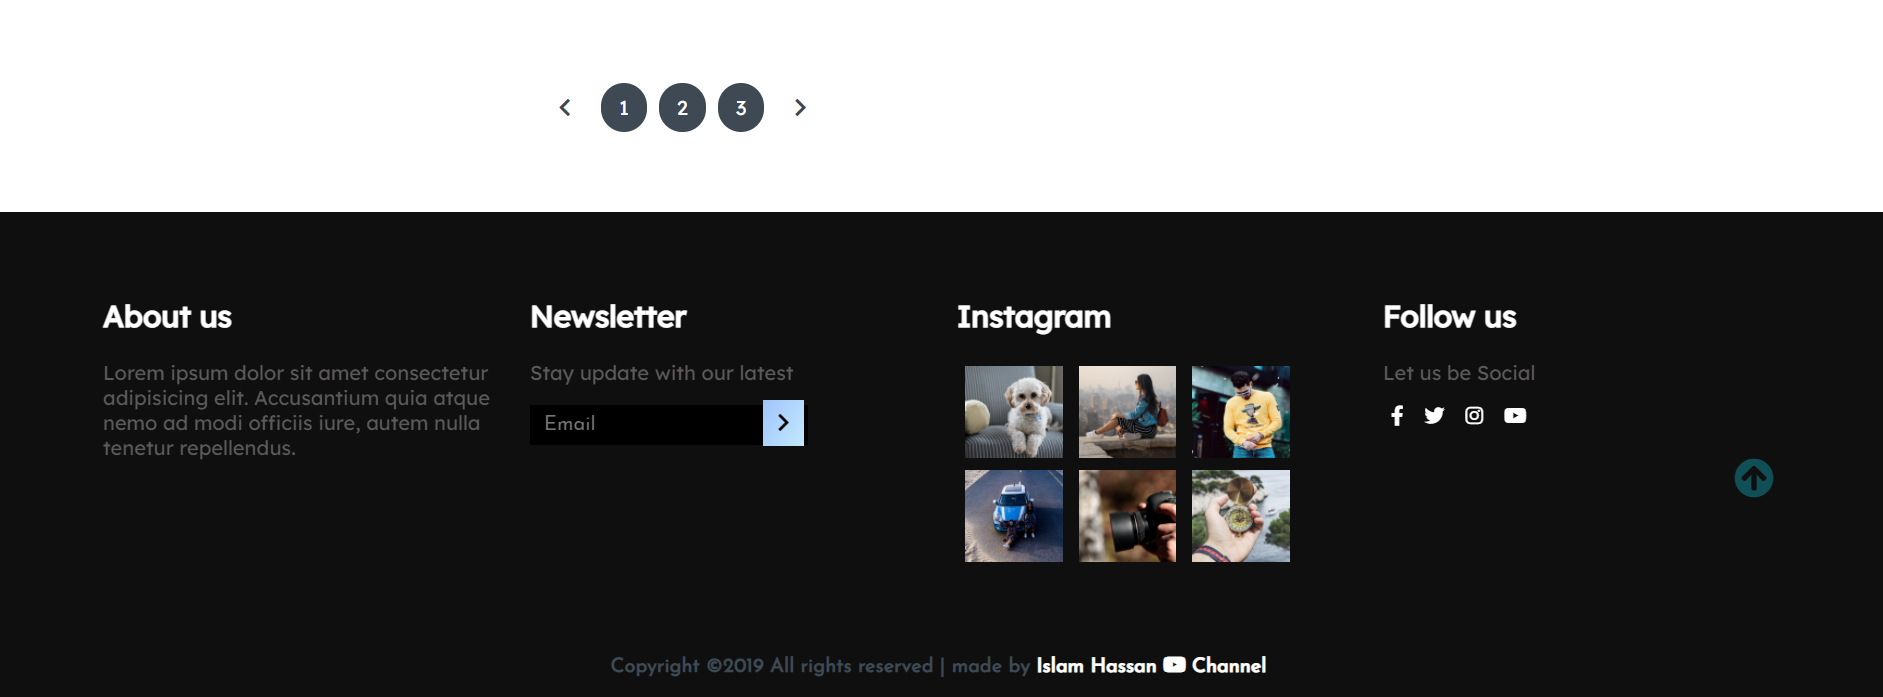 1 2 3
About us
Lorem ipsum dolor sit amet consectetur
adipisicing elit. Accusantium quia atque
nemo ad modi officiis iure, autem nulla
tenetur repellendus.
Newsletter
Stay update with our latest
Email
Instagram
Follow us
Let us be Social
Copyright ©2019 All rights reserved | made by Islam Hassan Channel